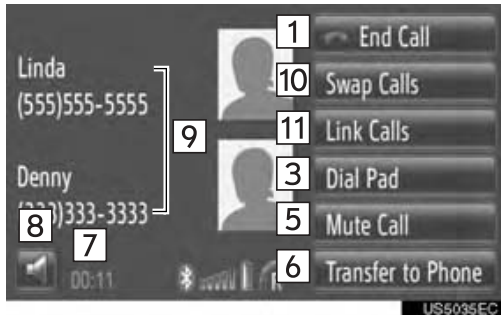 1 End Call
Linda
10 Swap Calls
(555)555-5555
11 Link Calls
9
Denny
3 Dial Pad
333-3333
5 Mute Call
8
7
00:11
6 Transfer to Phone
US5035EC